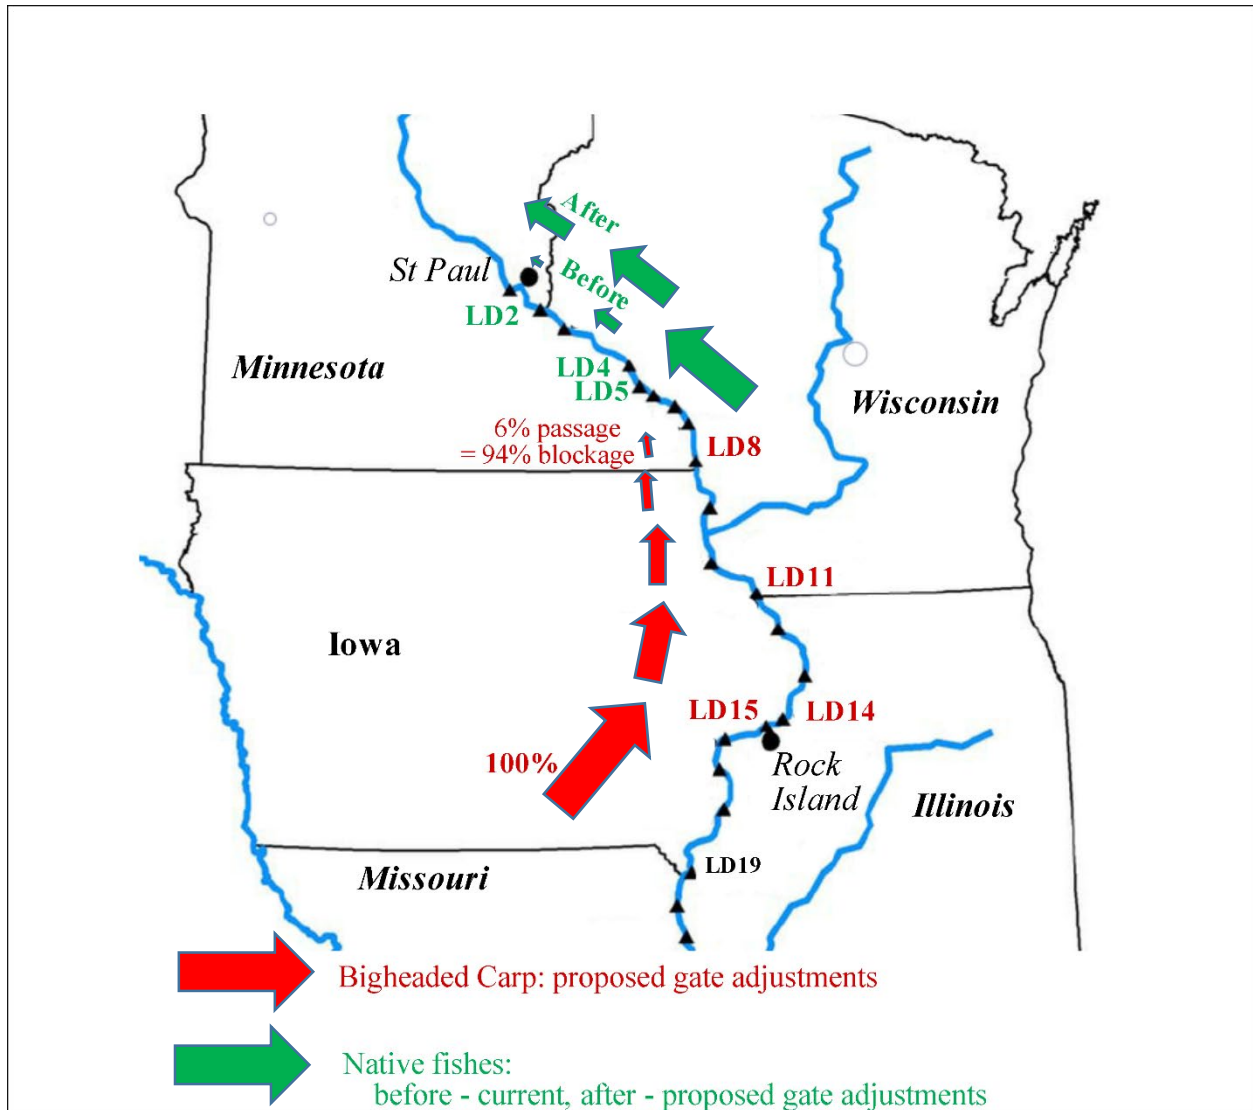 After
St Paul
Before
LD2
Minnesota
LD4
LD5
Wisconsin
6% passage
= 94% blockage
LD8
LD11
Iowa
LD15
LD14
100%
Rock
Island
Illinois
LD19
Missouri
Bigheaded Carp: proposed gate adjustments
Native fishes:
before - current, after - proposed gate adjustments